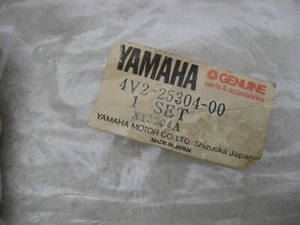 YAMAHA GENUINE
parts & accessories
4V2-25304-00
1 SET
YAMAHA MOTOR CO., LTD. Shizuoka Japan
MADE IN JAPAN